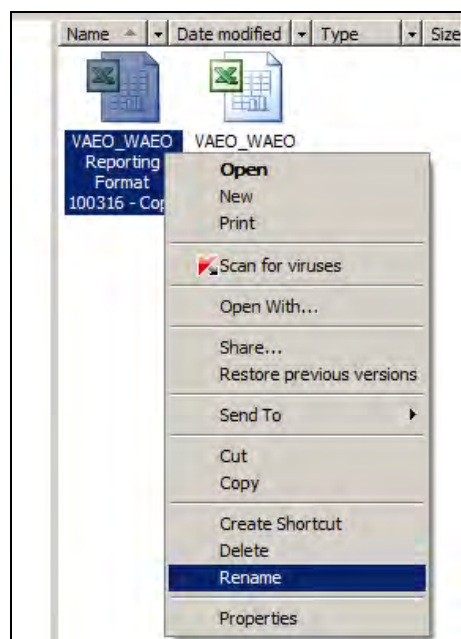 Name Date modified Type Size
VAEO_WAEO
Reporting
Format
100316 - Cop
VAEO_WAEO
Open
New
Print
Scan for viruses
Open With...
Share...
Restore previous versions
Send To
Cut
Copy
Create Shortcut
Delete
Rename
Properties